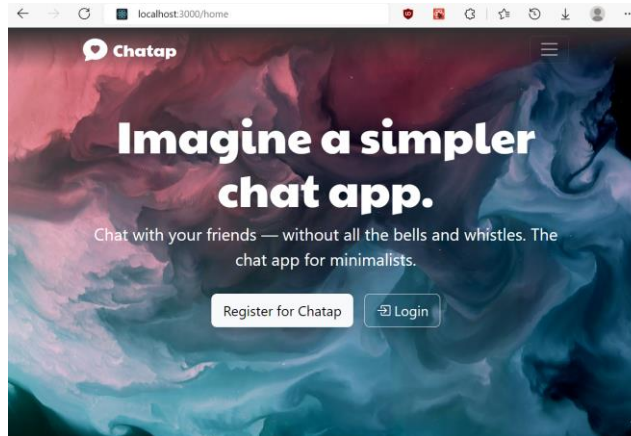 localhost:3000/home
Chatap
Imagine a simpler
chat app.
Chat with your friends — without all the bells and whistles. The
chat app for minimalists.
Register for Chatap
Login